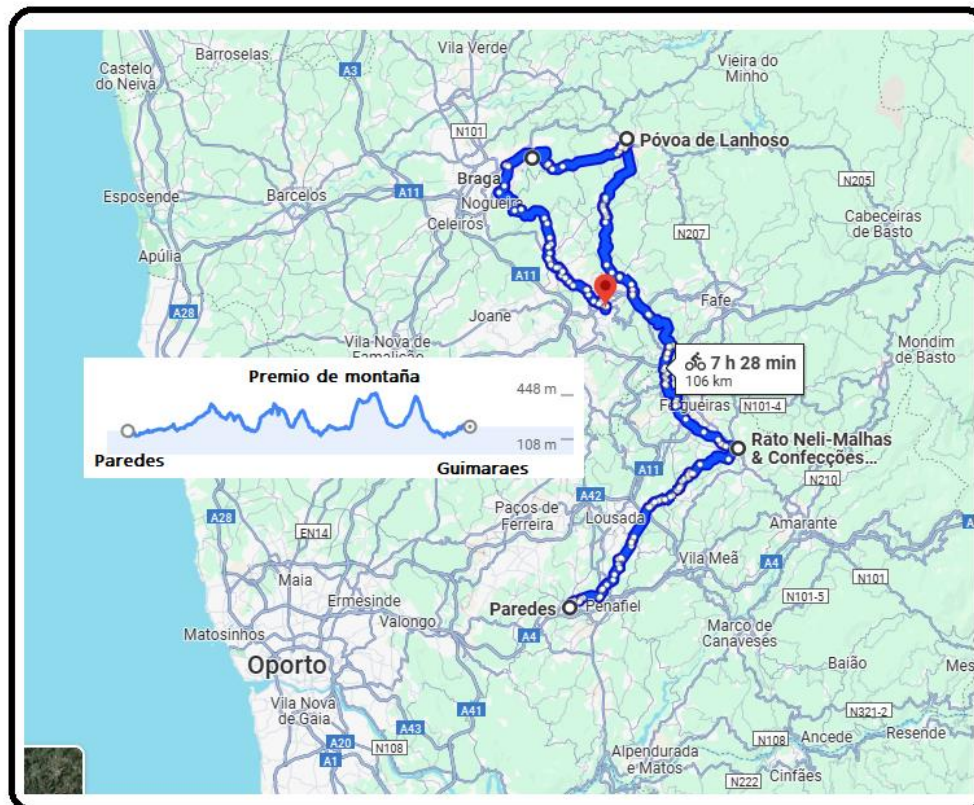 Vila Verde
Barroselas
Castelo
do Neiva
A3
Vieira do
Minho
N101
Póvoa de Lanhoso
Braga
Esposende
Barcelos
A11
Nogueira
Celeiros
N205
Cabeceiras
de Basto
N207
Apúlia
A11
Fafe
A28
Joane
Mondim
de Basto
Vila Nova de
Famalicão
7 h 28 min
106 km
Premio de montaña
448 m
108 m
Paredes
Guimaraes
Felgueiras
N101-4
Rato Neli-Malhas
& Confecções...
A11
N210
A42
Paços de
Ferreira
Lousada
A28
EN14
Amarante
Vila Meã
A4
Maia
Ermesinde
N101
Paredes
Penafiel
N101-5
Matosinhos
Valongo
A4
Marco de
Canaveses
Oporto
Baião
Mes
Vila Nova
de Gaia
A41
N321-2
A43
A20
N108
A1
N108
Ancede
Resende
Alpendurada
e Matos
Cinfães
N222